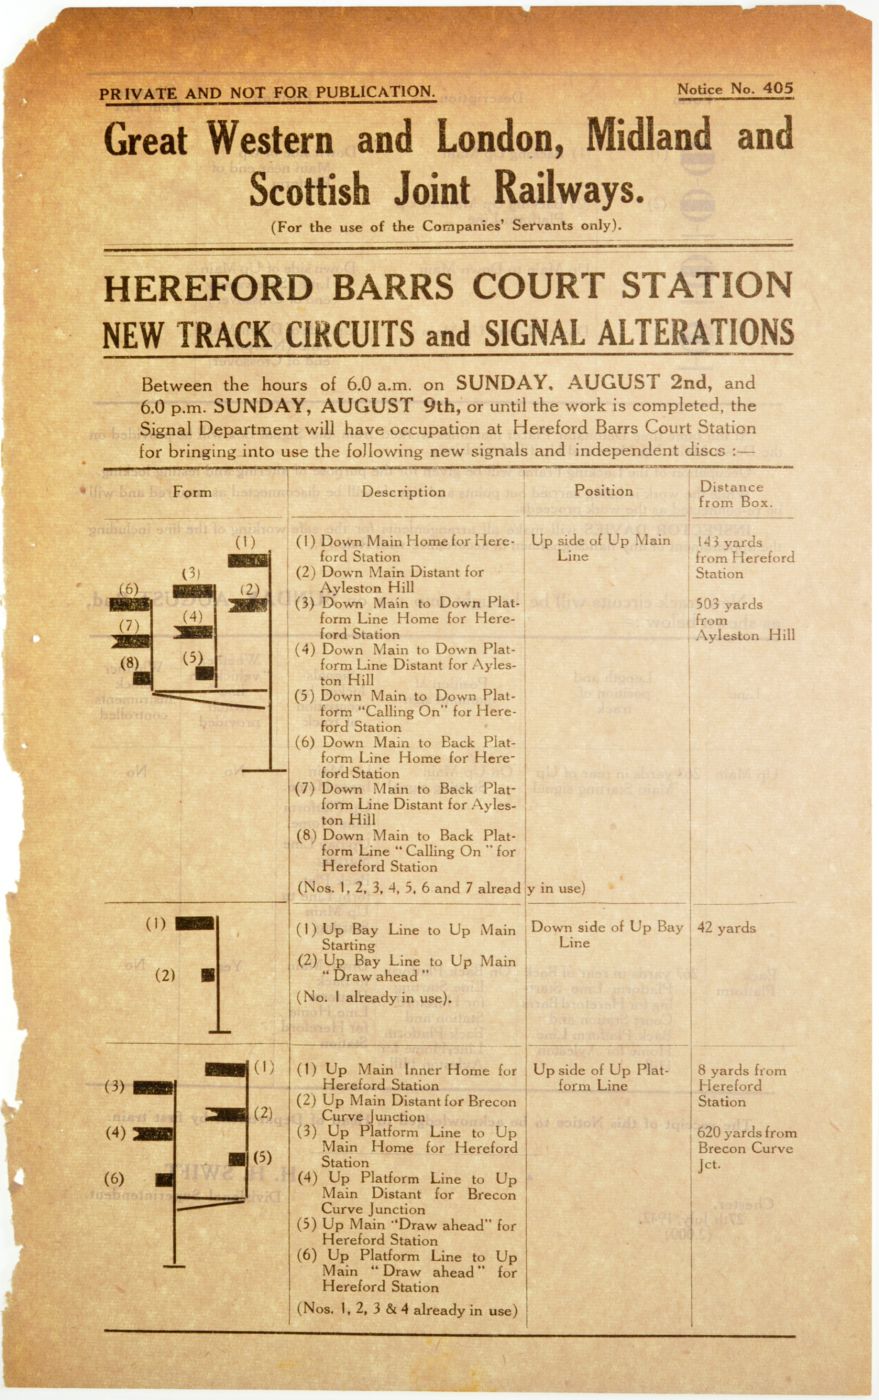 PRIVATE AND NOT FOR PUBLICATION.
Notice No. 405
Great Western and London, Midland and
Scottish Joint Railways.
(For the use of the Companies' Servants only).
HEREFORD BARRS COURT STATION
NEW TRACK CIRCUITS and SIGNAL ALTERATIONS
Between the hours of 6.0 a.m. on SUNDAY, AUGUST 2nd, and
6.0 p.m. SUNDAY, AUGUST 9th, or until the work is completed, the
Signal Department will have occupation at Hereford Barrs Court Station
for bringing into use the following new signals and independent discs :—
Form
Description
Position
Distance
from Box.
(1)
(3)
(6)
(2)
(4)
(7)
(5)
(8)
(1) Down Main Home for Here-
ford Station
(2) Down Main Distant for
Ayleston Hill
(3) Down Main to Down Plat-
form Line Home for Here-
ford Station
(4) Down Main to Down Plat-
form Line Distant for Ayles-
ton Hill
(5) Down Main to Down Plat-
form "Calling On" for Here-
ford Station
(6) Down Main to Back Plat-
form Line Home for Here-
ford Station
(7) Down Main to Back Plat-
form Line Distant for Ayles-
ton Hill
(8) Down Main to Back Plat-
form Line "Calling On" for
Hereford Station
(Nos. 1, 2, 3, 4, 5, 6 and 7 already in use)
Up side of Up Main
Line
143 yards
from Hereford
Station
503 yards
from
Ayleston Hill
(1)
(2)
(1) Up Bay Line to Up Main
Starting
(2) Up Bay Line to Up Main
"Draw ahead"
(No. 1 already in use).
Down side of Up Bay
Line
42 yards
(1)
(3)
(2)
(4)
(5)
(6)
(1) Up Main Inner Home for
Hereford Station
(2) Up Main Distant for Brecon
Curve Junction
(3) Up Platform Line to Up
Main Home for Hereford
Station
(4) Up Platform Line to Up
Main Distant for Brecon
Curve Junction
(5) Up Main "Draw ahead" for
Hereford Station
(6) Up Platform Line to Up
Main "Draw ahead" for
Hereford Station
(Nos. 1, 2, 3 & 4 already in use)
Up side of Up Plat-
form Line
8 yards from
Hereford
Station
620 yards from
Brecon Curve
Jct.